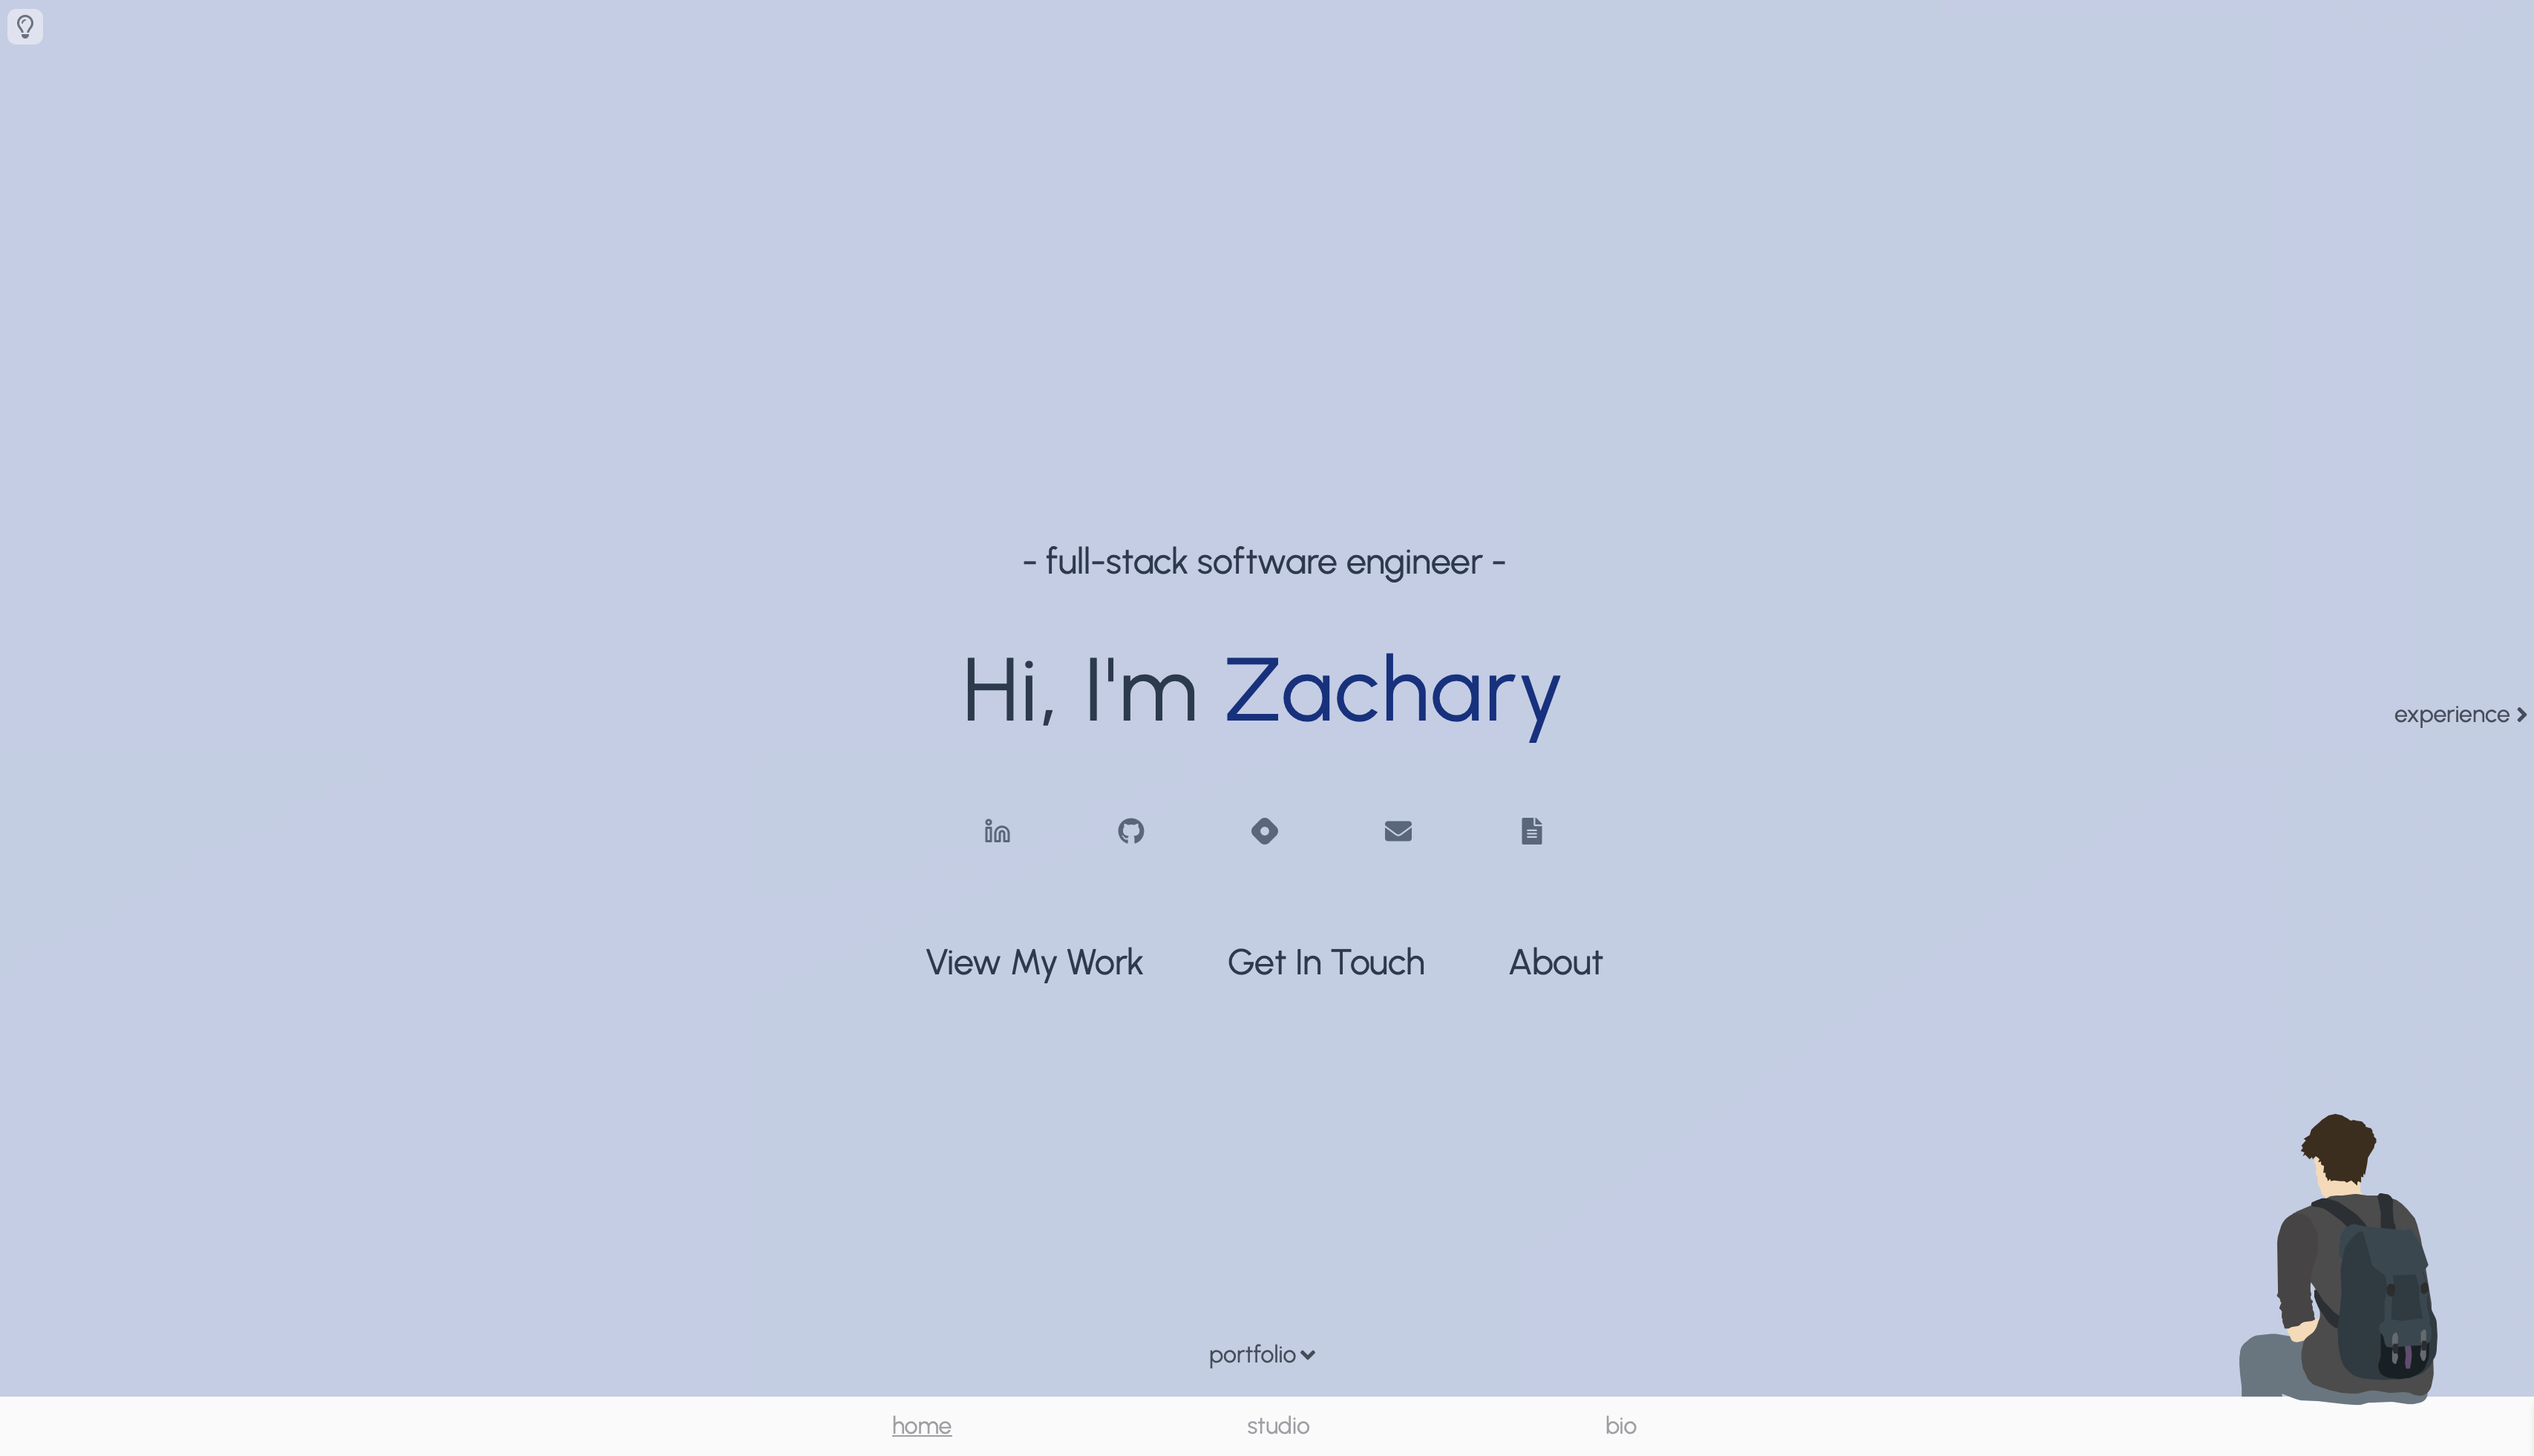 - full-stack software engineer -
Hi, I'm Zachary
experience
View My Work Get In Touch About
portfolio
home studio bio